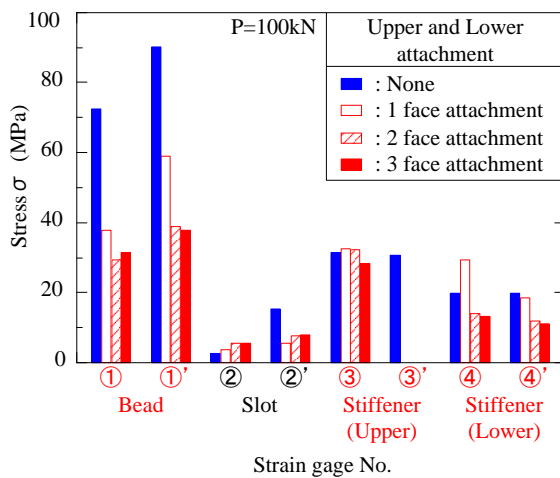 P=100kN
Upper and Lower
attachment
: None
: 1 face attachment
: 2 face attachment
: 3 face attachment
Stress σ (MPa)
100
80
60
40
20
0
① ①’ ② ②’ ③ ③’ ④ ④’
Bead Slot Stiffener Stiffener
(Upper) (Lower)
Strain gage No.